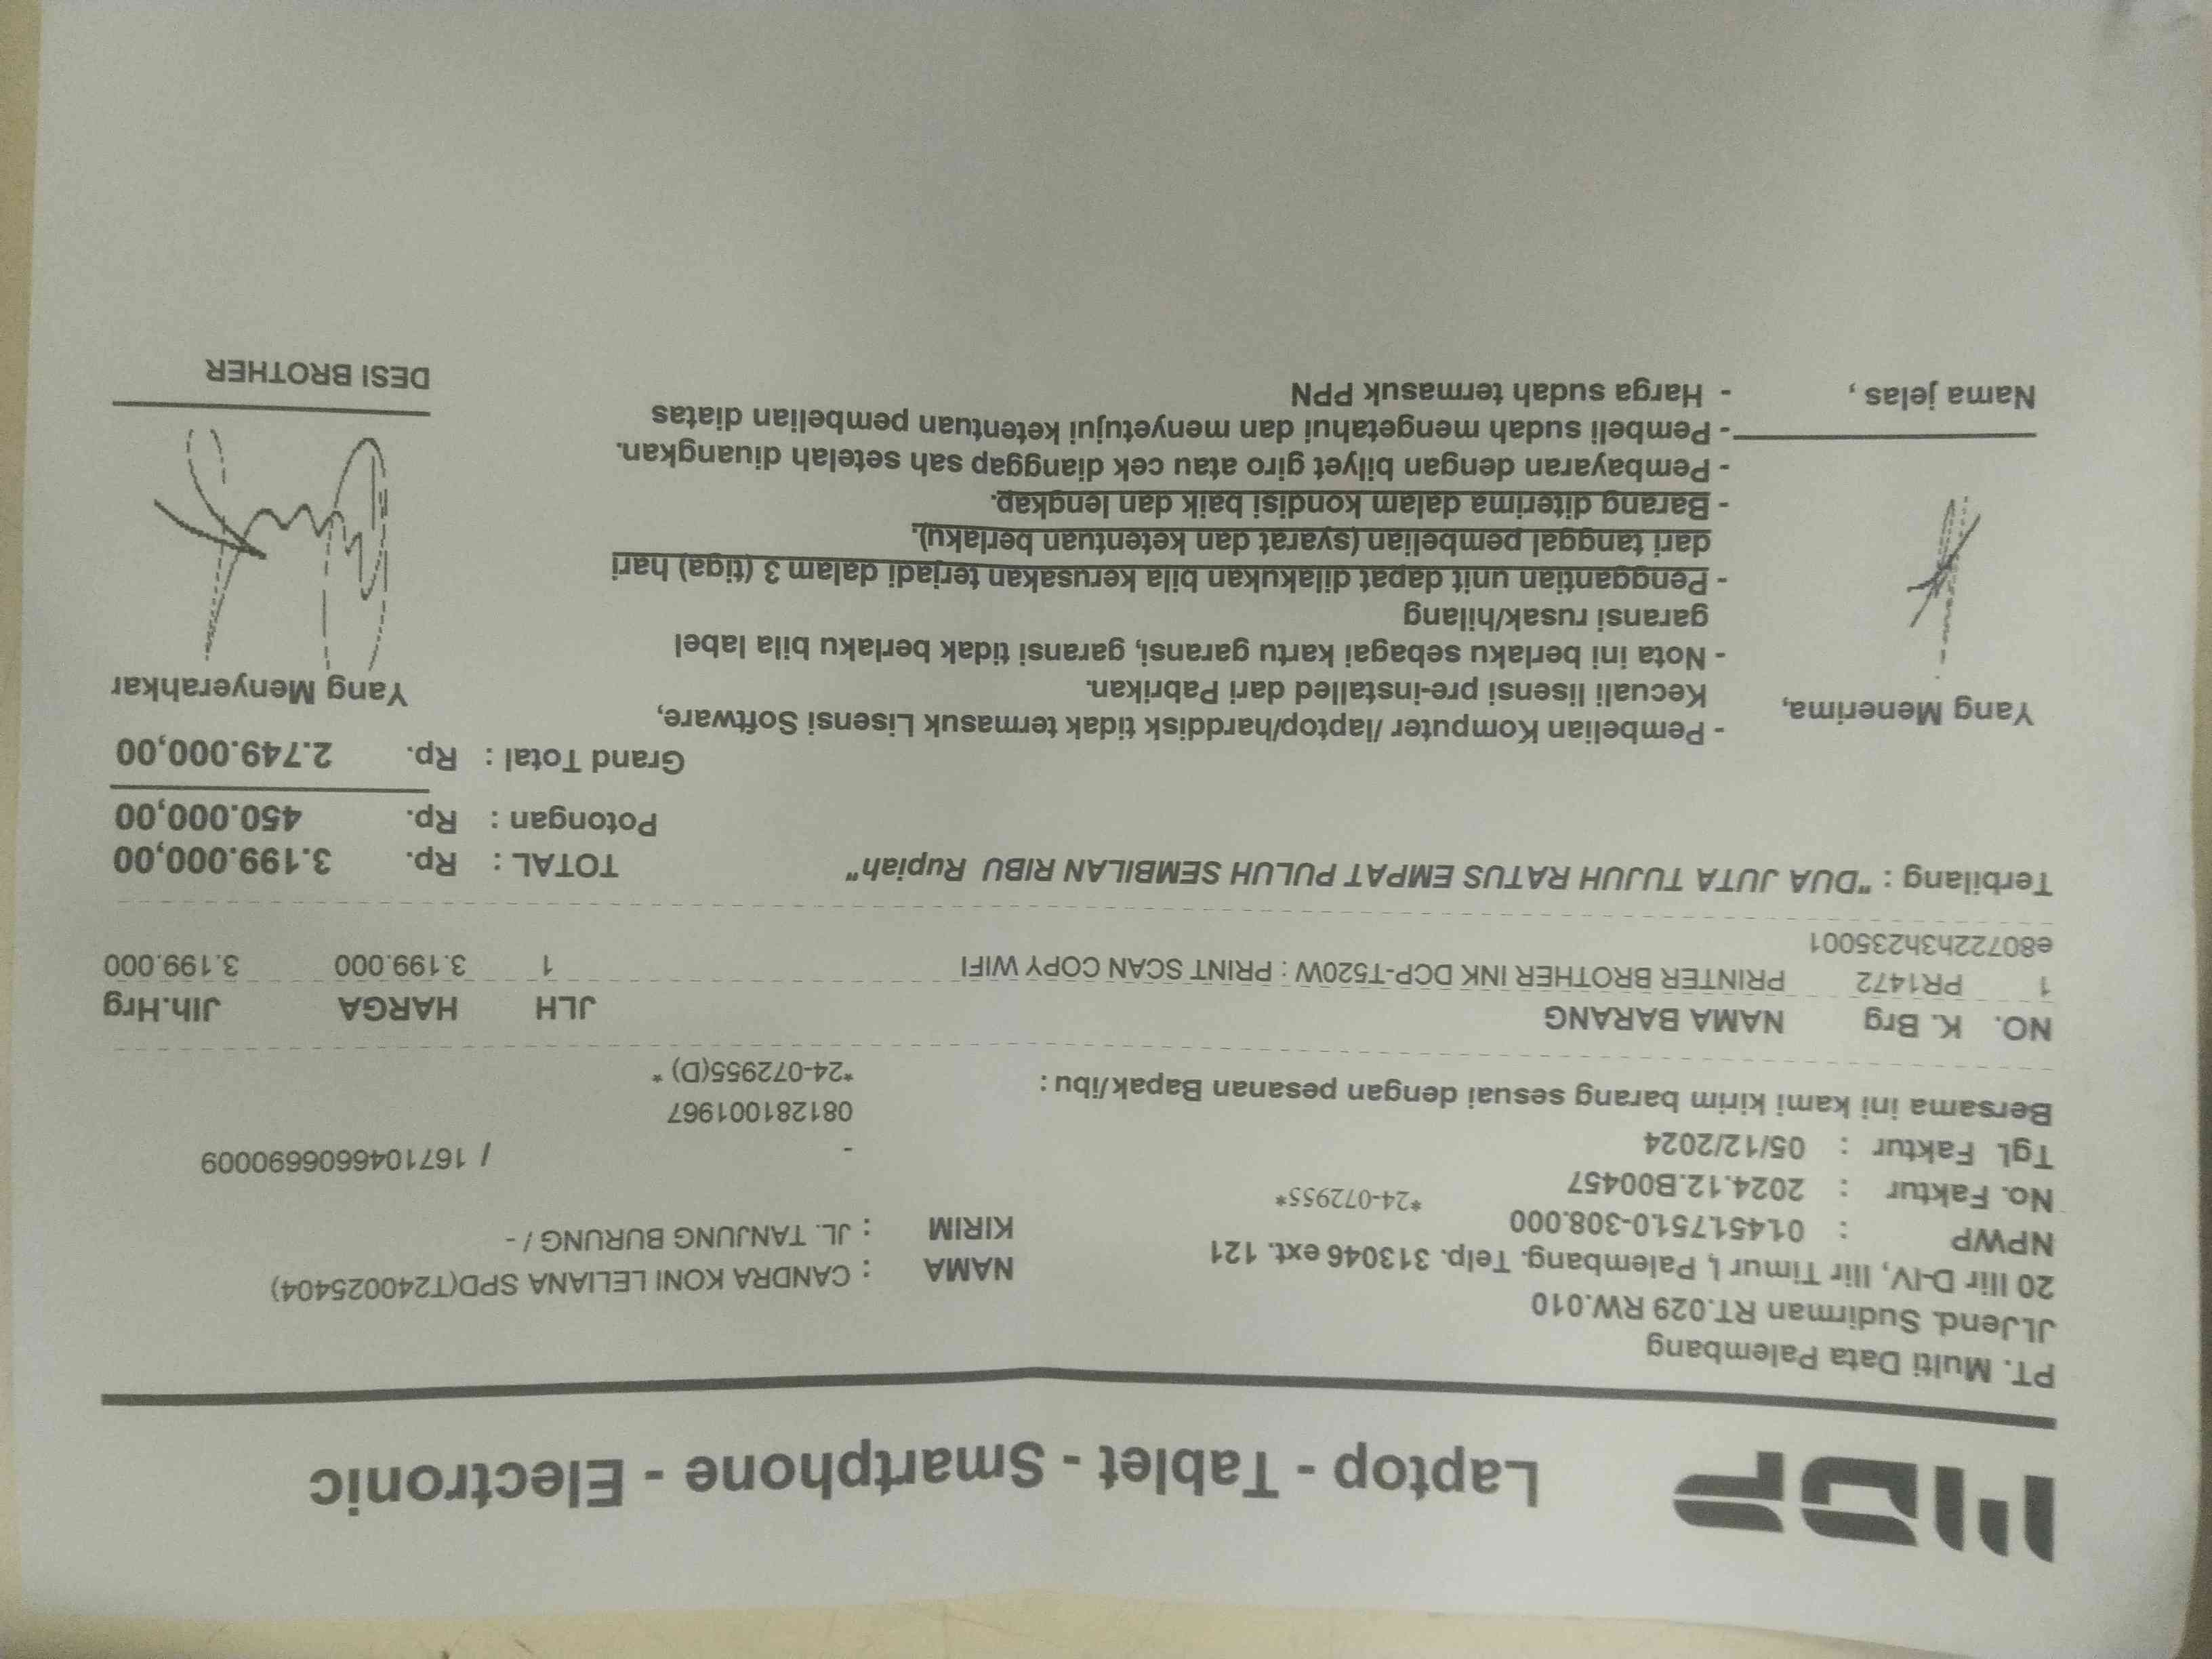 MDP Laptop - Tablet - Smartphone - Electronic
PT. Multi Data Palembang
Jl.Jend. Sudirman RT.029 RW.010
20 Ilir D-IV, Ilir Timur I, Palembang. Telp. 313046 ext. 121
NPWP : 01.451.751.0-308.000
No. Faktur : 2024.12.B00457 *24-072955*
Tgl. Faktur : 05/12/2024
NAMA : CANDRA KONI LELIANA SPD(T240025404)
KIRIM : JL. TANJUNG BURUNG / -
- / 1671046606690009
081281001967
*24-072955(D) *
Bersama ini kami kirim barang sesuai dengan pesanan Bapak/ibu :
NO. K. Brg NAMA BARANG JLH HARGA Jlh.Hrg
1 PR1472 PRINTER BROTHER INK DCP-T520W : PRINT SCAN COPY WIFI 1 3.199.000 3.199.000
e80722h3h235001
Terbilang : "DUA JUTA TUJUH RATUS EMPAT PULUH SEMBILAN RIBU Rupiah"
TOTAL : Rp. 3.199.000,00
Potongan : Rp. 450.000,00
Grand Total : Rp. 2.749.000,00
Yang Menerima,
Nama jelas ,
- Pembelian Komputer /laptop/harddisk tidak termasuk Lisensi Software,
Kecuali lisensi pre-installed dari Pabrikan.
- Nota ini berlaku sebagai kartu garansi, garansi tidak berlaku bila label
garansi rusak/hilang
- Penggantian unit dapat dilakukan bila kerusakan terjadi dalam 3 (tiga) hari
dari tanggal pembelian (syarat dan ketentuan berlaku).
- Barang diterima dalam kondisi baik dan lengkap.
- Pembayaran dengan bilyet giro atau cek dianggap sah setelah diuangkan.
- Pembeli sudah mengetahui dan menyetujui ketentuan pembelian diatas
- Harga sudah termasuk PPN
Yang Menyerahkar
DESI BROTHER